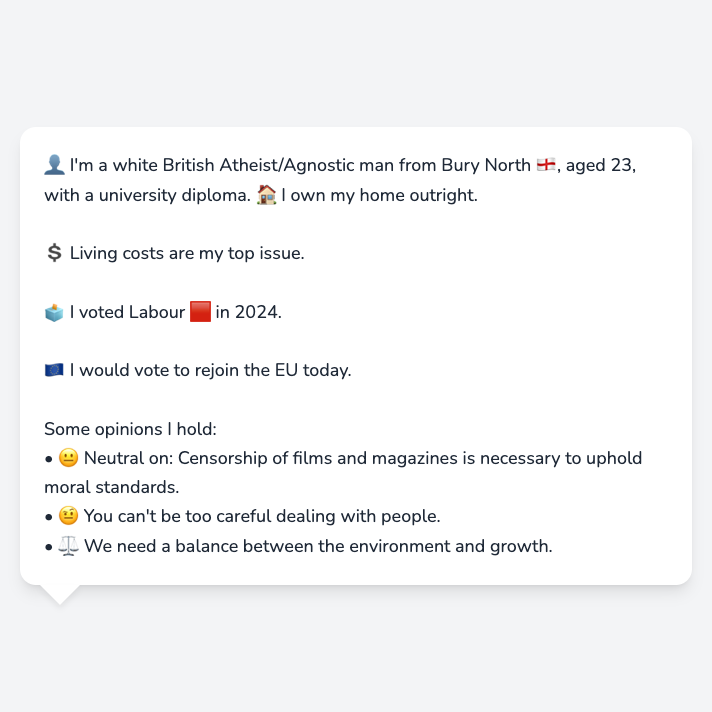 👤 I'm a white British Atheist/Agnostic man from Bury North 🏴󠁧󠁢󠁥󠁮󠁧󠁿, aged 23,
with a university diploma. 🏠 I own my home outright.
💲 Living costs are my top issue.
🗳️ I voted Labour 🟥 in 2024.
🇪🇺 I would vote to rejoin the EU today.
Some opinions I hold:
• 😐 Neutral on: Censorship of films and magazines is necessary to uphold
moral standards.
• 🤨 You can't be too careful dealing with people.
• ⚖️ We need a balance between the environment and growth.